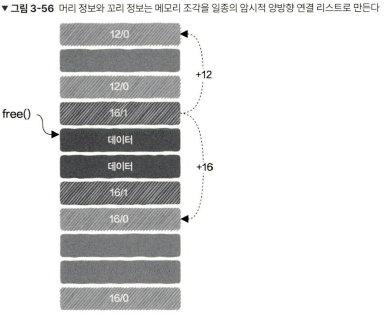 ▼ 그림 3-56 머리 정보와 꼬리 정보는 메모리 조각을 일종의 암시적 양방향 연결 리스트로 만든다
12/0
12/0
+12
free()
16/1
데이터
데이터
+16
16/1
16/0
16/0